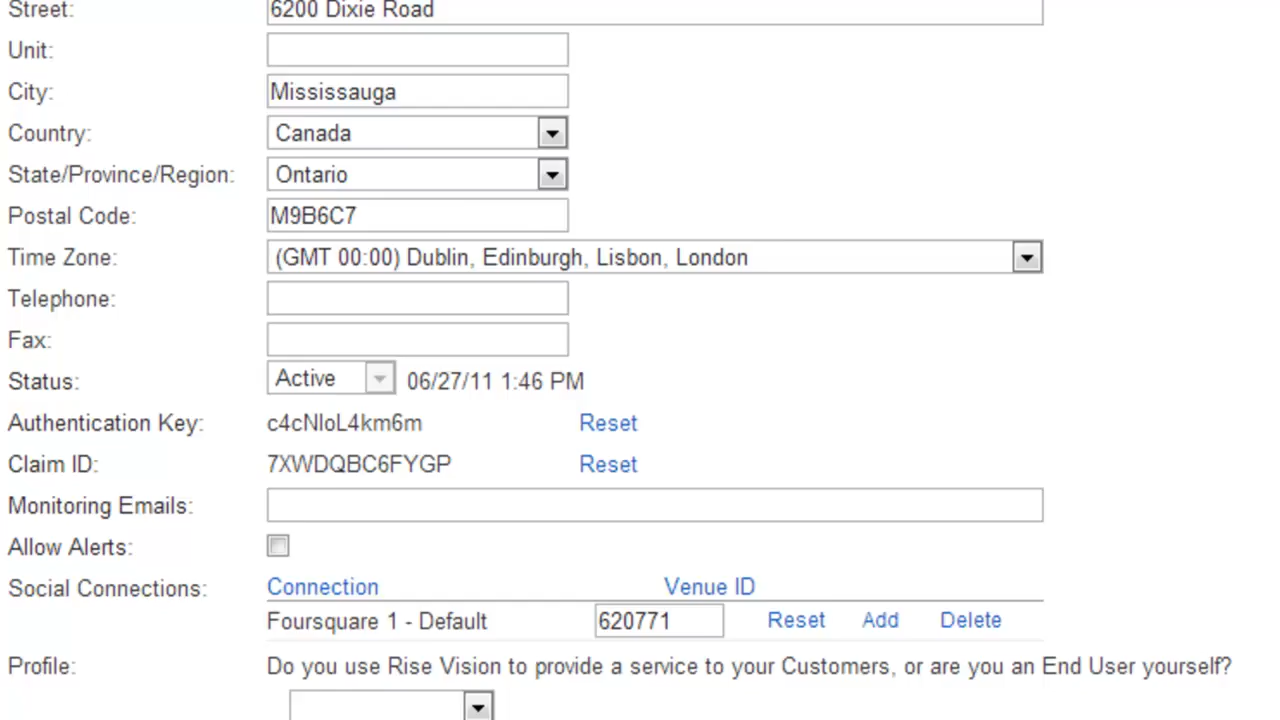 Street: 6200 Dixie Road
Unit:
City: Mississauga
Country: Canada
State/Province/Region: Ontario
Postal Code: M9B6C7
Time Zone: (GMT 00:00) Dublin, Edinburgh, Lisbon, London
Telephone:
Fax:
Status: Active 06/27/11 1:46 PM
Authentication Key: c4cNloL4km6m Reset
Claim ID: 7XWDQBC6FYGP Reset
Monitoring Emails:
Allow Alerts:
Social Connections: Connection Venue ID
Foursquare 1 - Default 620771 Reset Add Delete
Profile: Do you use Rise Vision to provide a service to your Customers, or are you an End User yourself?